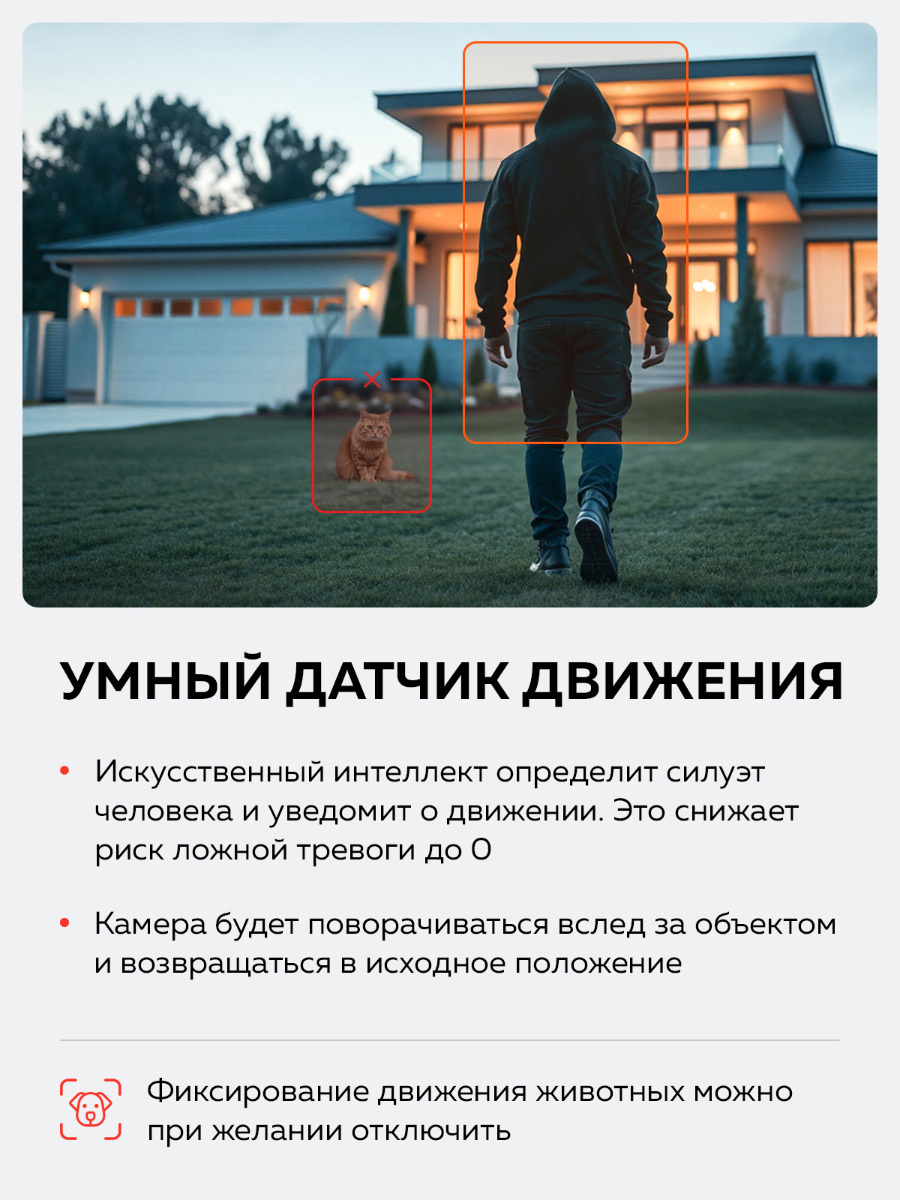 УМНЫЙ ДАТЧИК ДВИЖЕНИЯ
Искусственный интеллект определит силуэт
человека и уведомит о движении. Это снижает
риск ложной тревоги до 0
Камера будет поворачиваться вслед за объектом
и возвращаться в исходное положение
Фиксирование движения животных можно
при желании отключить